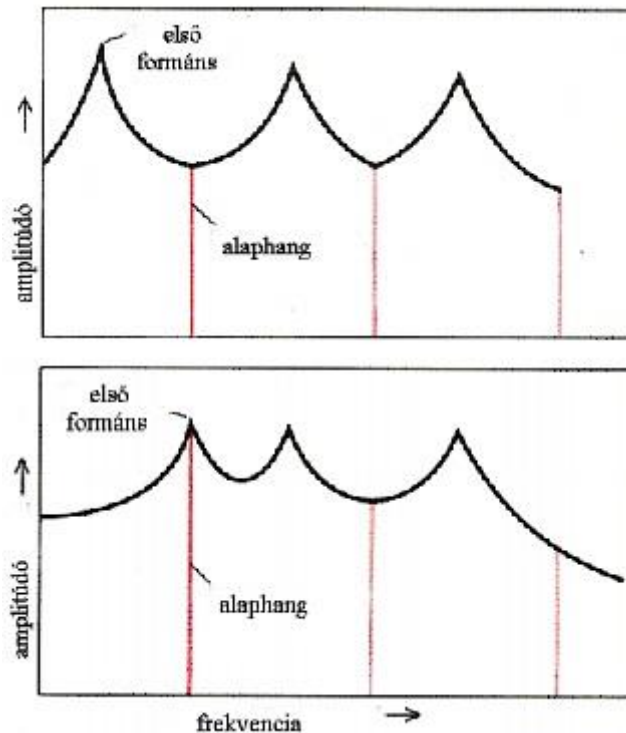 első
formáns
alaphang
amplitúdó
első
formáns
alaphang
amplitúdó
frekvencia